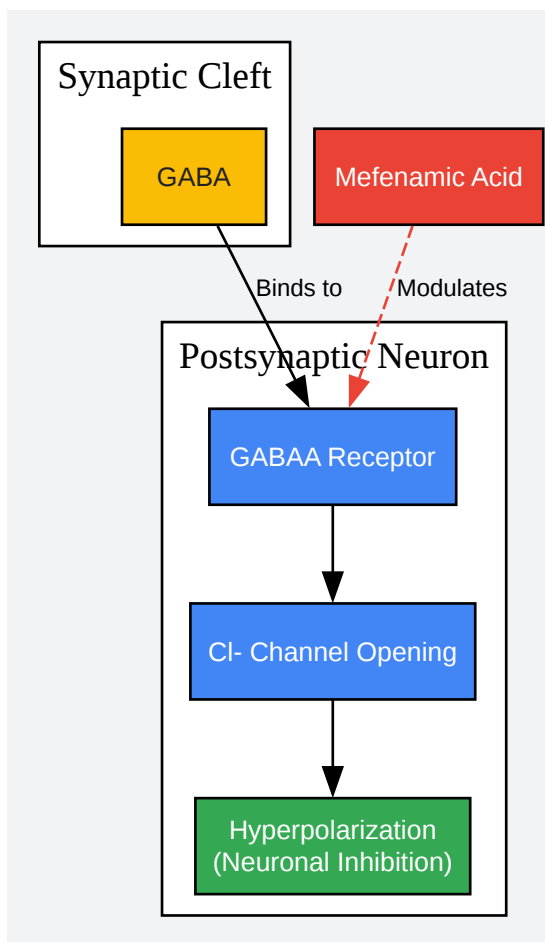 Synaptic Cleft
GABA
Mefenamic Acid
Binds to
Modulates
Postsynaptic Neuron
GABAA Receptor
Cl- Channel Opening
Hyperpolarization
(Neuronal Inhibition)